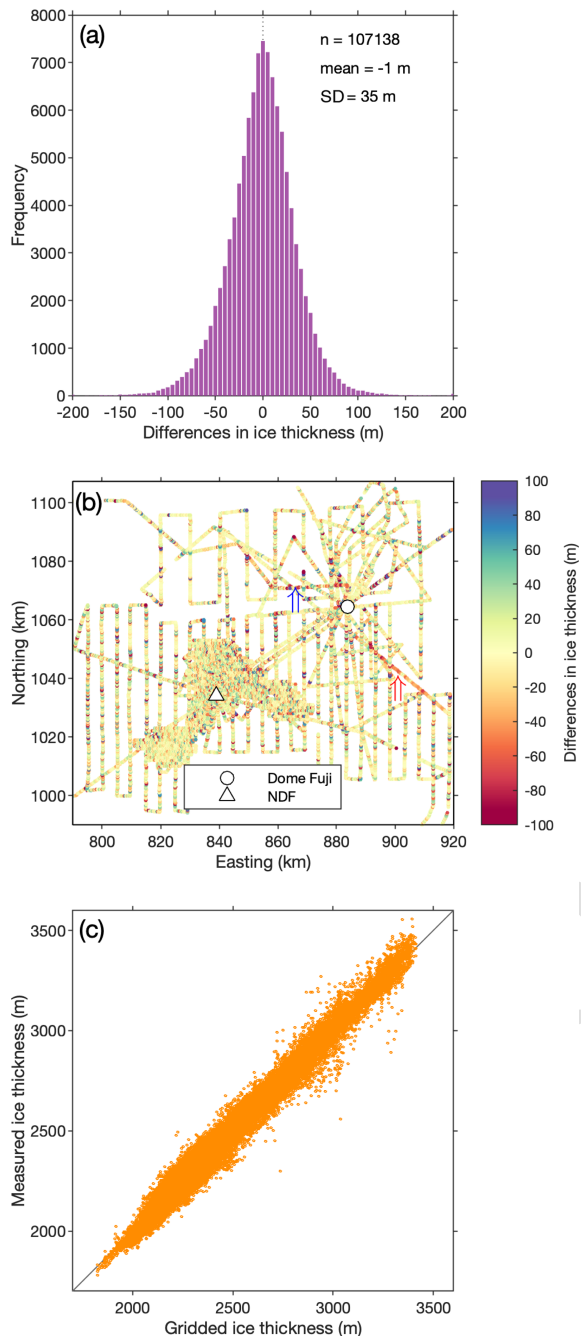 (a)
n = 107138
mean = -1 m
SD = 35 m
8000
7000
6000
5000
4000
3000
2000
1000
0
Frequency
-200 -150 -100 -50 0 50 100 150 200
Differences in ice thickness (m)
(b)
1100
1080
1060
1040
1020
1000
Northing (km)
Dome Fuji
NDF
800 820 840 860 880 900 920
Easting (km)
100
80
60
40
20
0
-20
-40
-60
-80
-100
Differences in ice thickness (m)
(c)
3500
3000
2500
2000
Measured ice thickness (m)
2000 2500 3000 3500
Gridded ice thickness (m)